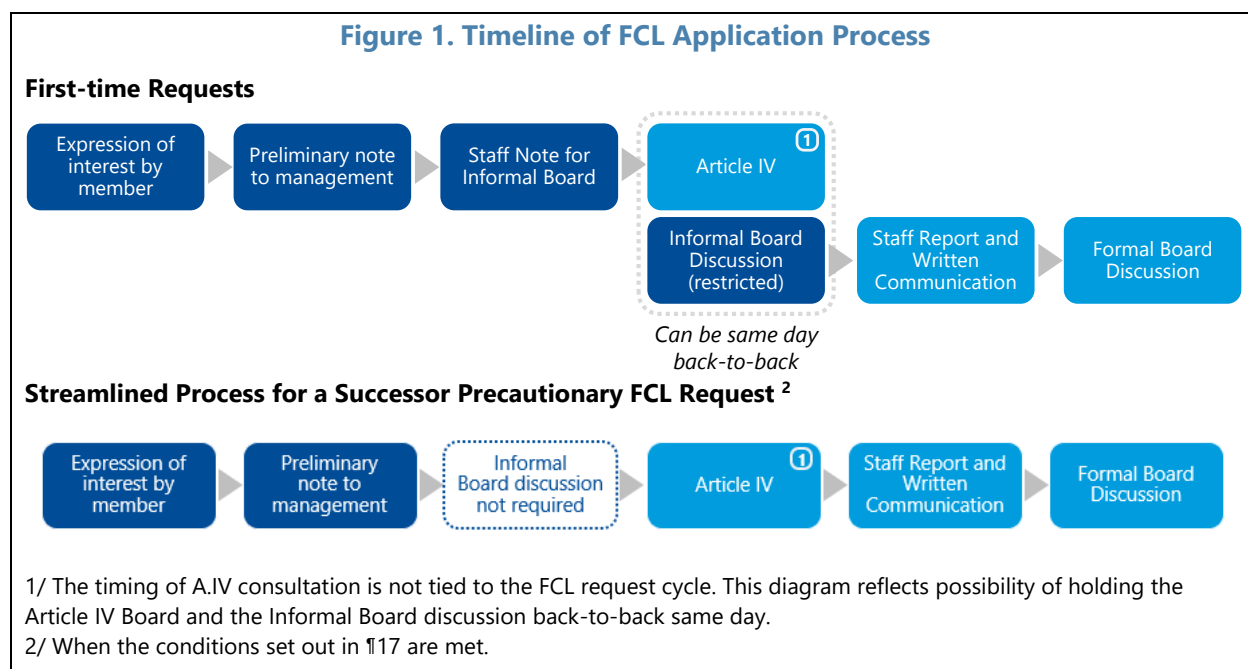 Figure 1. Timeline of FCL Application Process
First-time Requests
Expression of
interest by
member
Preliminary note
to management
Staff Note for
Informal Board
1
Article IV
Informal Board
Discussion
(restricted)
Staff Report and
Written
Communication
Formal Board
Discussion
Can be same day
back-to-back
Streamlined Process for a Successor Precautionary FCL Request 2
Expression of
interest by
member
Preliminary
note to
management
Informal
Board discussion
not required
1
Article IV
Staff Report and
Written
Communication
Formal Board
Discussion
1/ The timing of A.IV consultation is not tied to the FCL request cycle. This diagram reflects possibility of holding the
Article IV Board and the Informal Board discussion back-to-back same day.
2/ When the conditions set out in ¶17 are met.